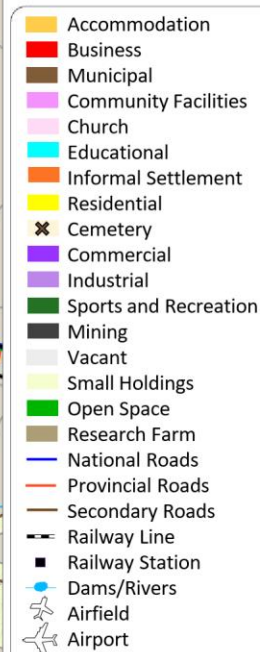 Accommodation
Business
Municipal
Community Facilities
Church
Educational
Informal Settlement
Residential
Cemetery
Commercial
Industrial
Sports and Recreation
Mining
Vacant
Small Holdings
Open Space
Research Farm
National Roads
Provincial Roads
Secondary Roads
Railway Line
Railway Station
Dams/Rivers
Airfield
Airport